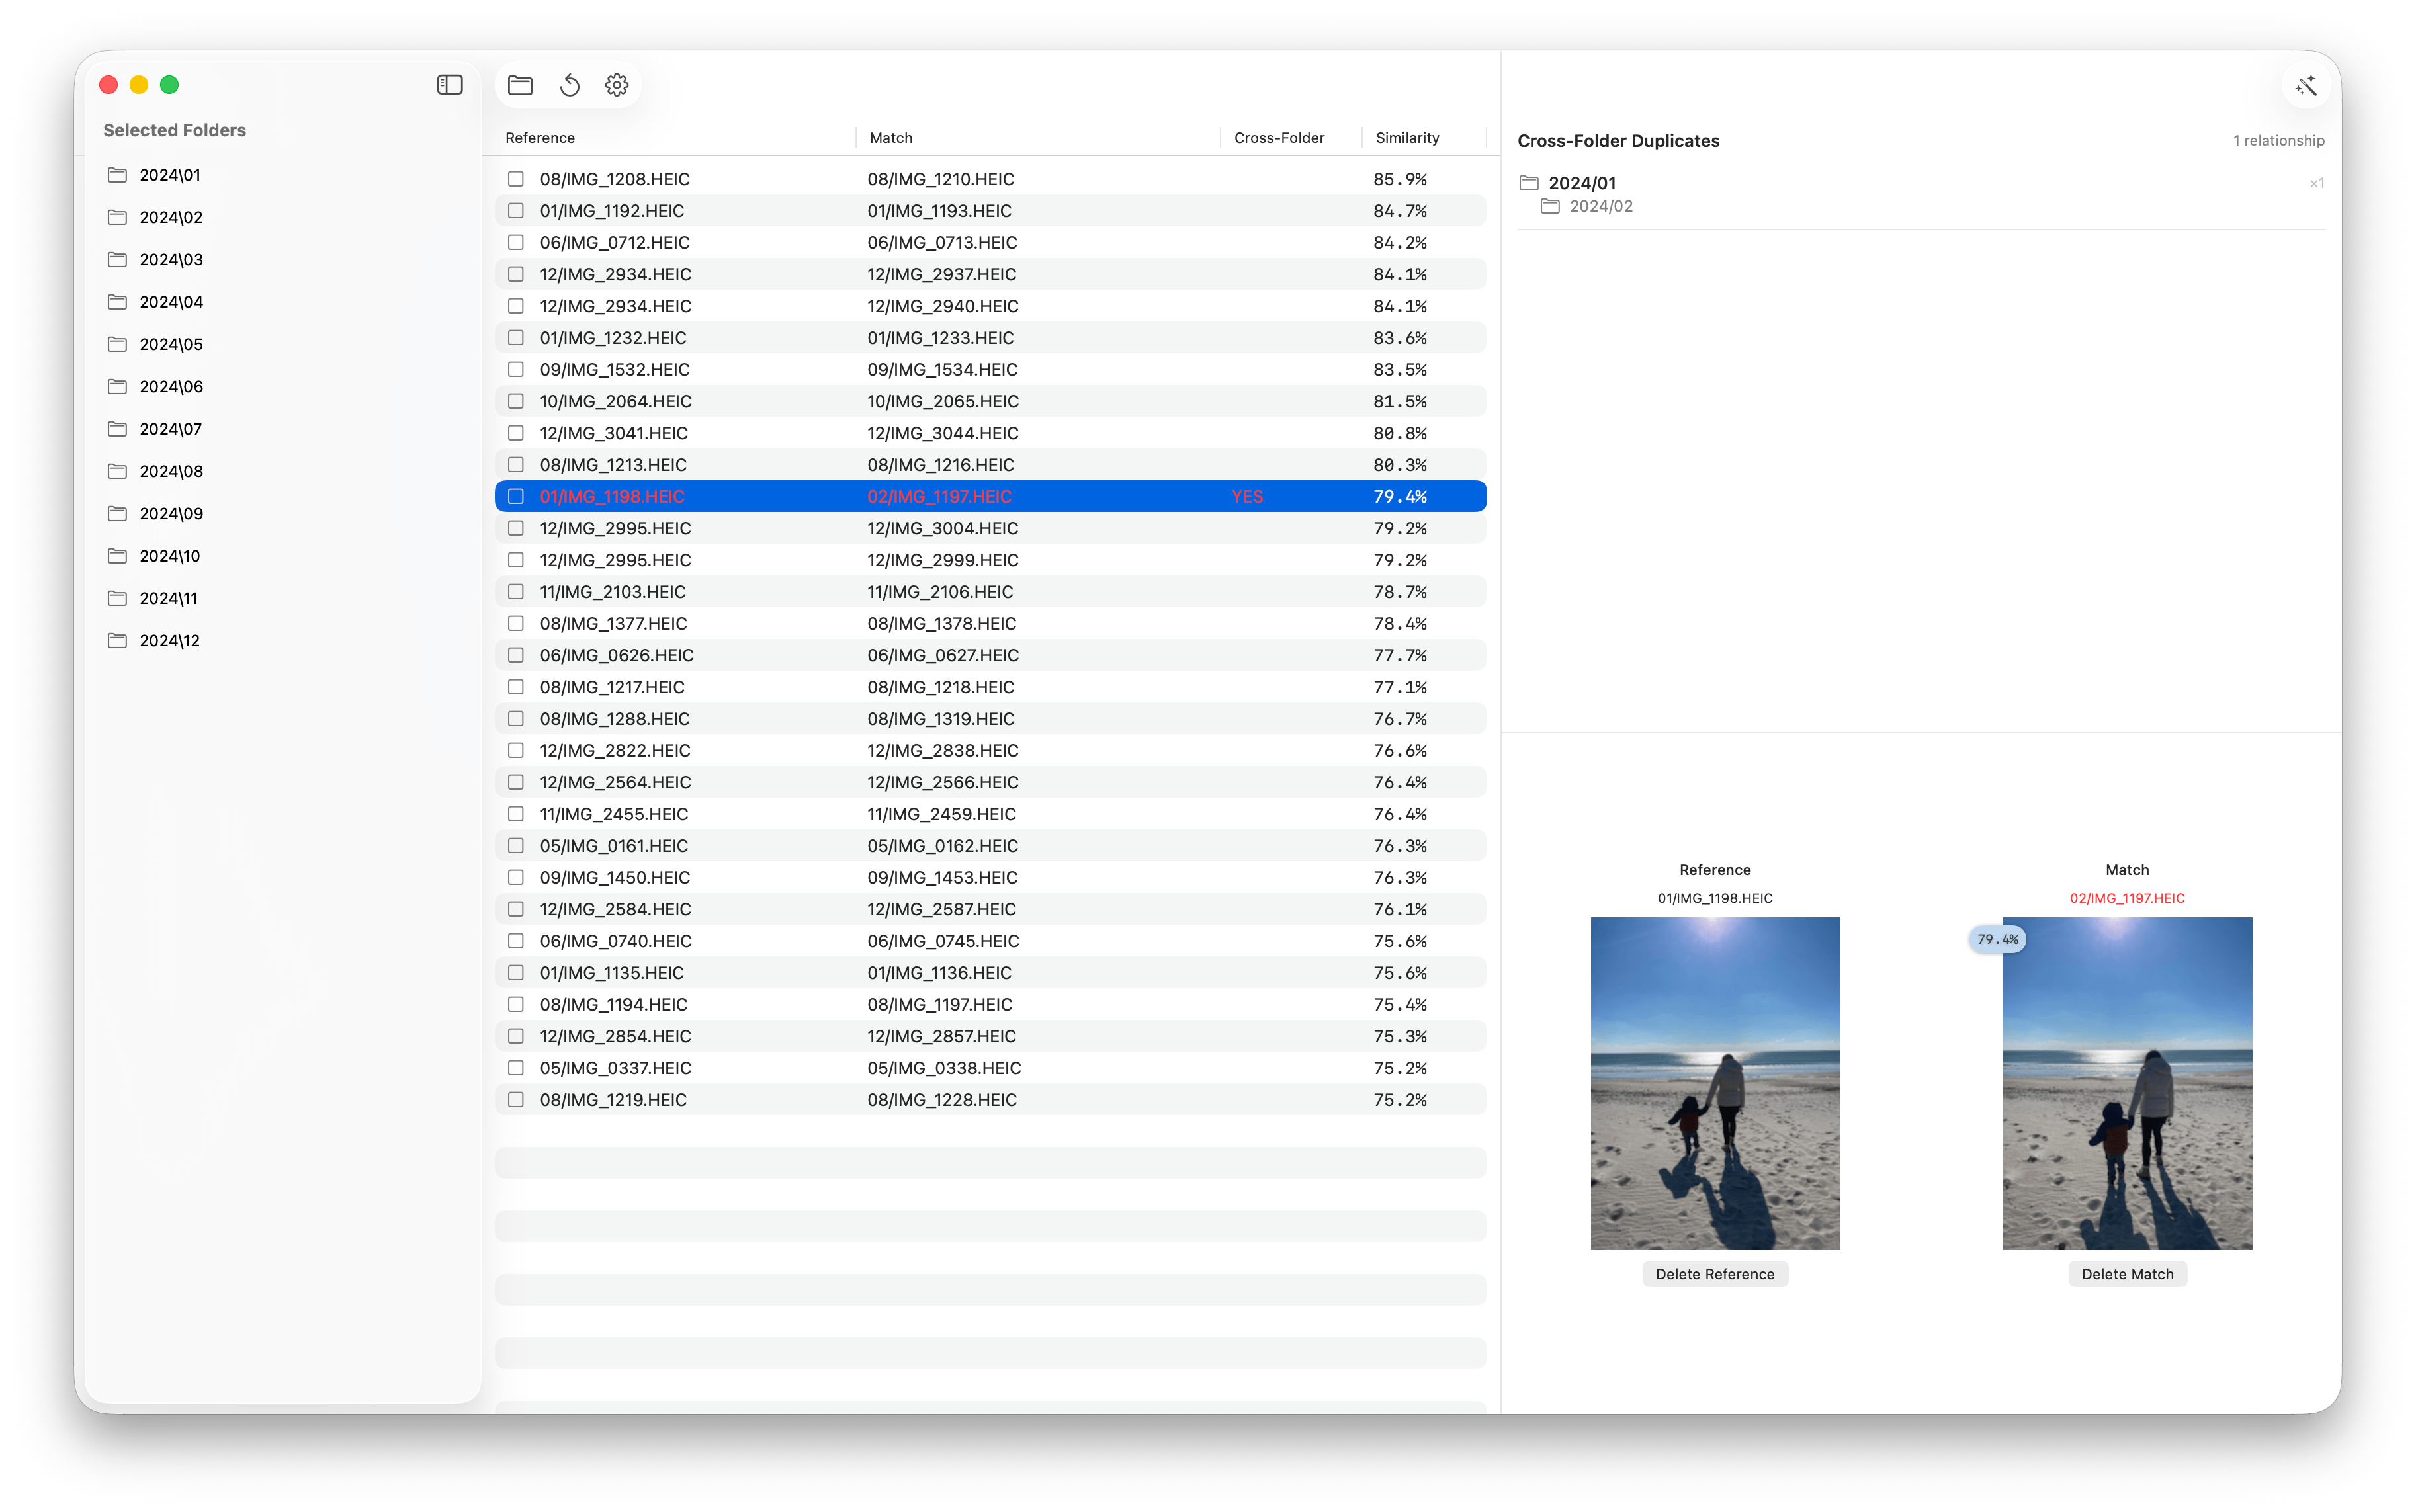 Selected Folders
2024\01
2024\02
2024\03
2024\04
2024\05
2024\06
2024\07
2024\08
2024\09
2024\10
2024\11
2024\12
Reference Match Cross-Folder Similarity
08/IMG_1208.HEIC 08/IMG_1210.HEIC 85.9%
01/IMG_1192.HEIC 01/IMG_1193.HEIC 84.7%
06/IMG_0712.HEIC 06/IMG_0713.HEIC 84.2%
12/IMG_2934.HEIC 12/IMG_2937.HEIC 84.1%
12/IMG_2934.HEIC 12/IMG_2940.HEIC 84.1%
01/IMG_1232.HEIC 01/IMG_1233.HEIC 83.6%
09/IMG_1532.HEIC 09/IMG_1534.HEIC 83.5%
10/IMG_2064.HEIC 10/IMG_2065.HEIC 81.5%
12/IMG_3041.HEIC 12/IMG_3044.HEIC 80.8%
08/IMG_1213.HEIC 08/IMG_1216.HEIC 80.3%
01/IMG_1198.HEIC 02/IMG_1197.HEIC YES 79.4%
12/IMG_2995.HEIC 12/IMG_3004.HEIC 79.2%
12/IMG_2995.HEIC 12/IMG_2999.HEIC 79.2%
11/IMG_2103.HEIC 11/IMG_2106.HEIC 78.7%
08/IMG_1377.HEIC 08/IMG_1378.HEIC 78.4%
06/IMG_0626.HEIC 06/IMG_0627.HEIC 77.7%
08/IMG_1217.HEIC 08/IMG_1218.HEIC 77.1%
08/IMG_1288.HEIC 08/IMG_1319.HEIC 76.7%
12/IMG_2822.HEIC 12/IMG_2838.HEIC 76.6%
12/IMG_2564.HEIC 12/IMG_2566.HEIC 76.4%
11/IMG_2455.HEIC 11/IMG_2459.HEIC 76.4%
05/IMG_0161.HEIC 05/IMG_0162.HEIC 76.3%
09/IMG_1450.HEIC 09/IMG_1453.HEIC 76.3%
12/IMG_2584.HEIC 12/IMG_2587.HEIC 76.1%
06/IMG_0740.HEIC 06/IMG_0745.HEIC 75.6%
01/IMG_1135.HEIC 01/IMG_1136.HEIC 75.6%
08/IMG_1194.HEIC 08/IMG_1197.HEIC 75.4%
12/IMG_2854.HEIC 12/IMG_2857.HEIC 75.3%
05/IMG_0337.HEIC 05/IMG_0338.HEIC 75.2%
08/IMG_1219.HEIC 08/IMG_1228.HEIC 75.2%
Cross-Folder Duplicates 1 relationship
2024/01 ×1
2024/02
Reference Match
01/IMG_1198.HEIC 02/IMG_1197.HEIC
79.4%
Delete Reference Delete Match